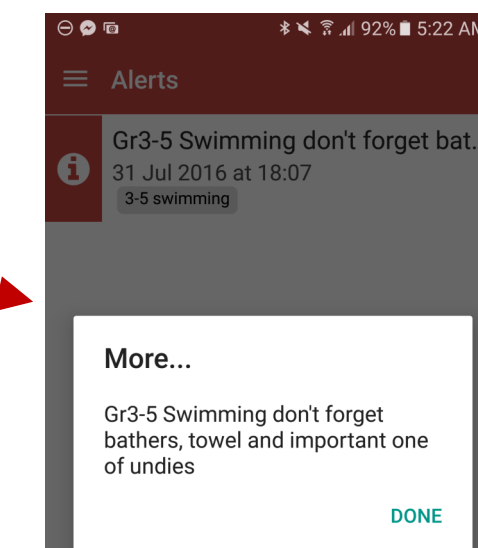 92% 5:22 AM
Alerts
Gr3-5 Swimming don't forget bat.
31 Jul 2016 at 18:07
3-5 swimming
More...
Gr3-5 Swimming don't forget
bathers, towel and important one
of undies
DONE